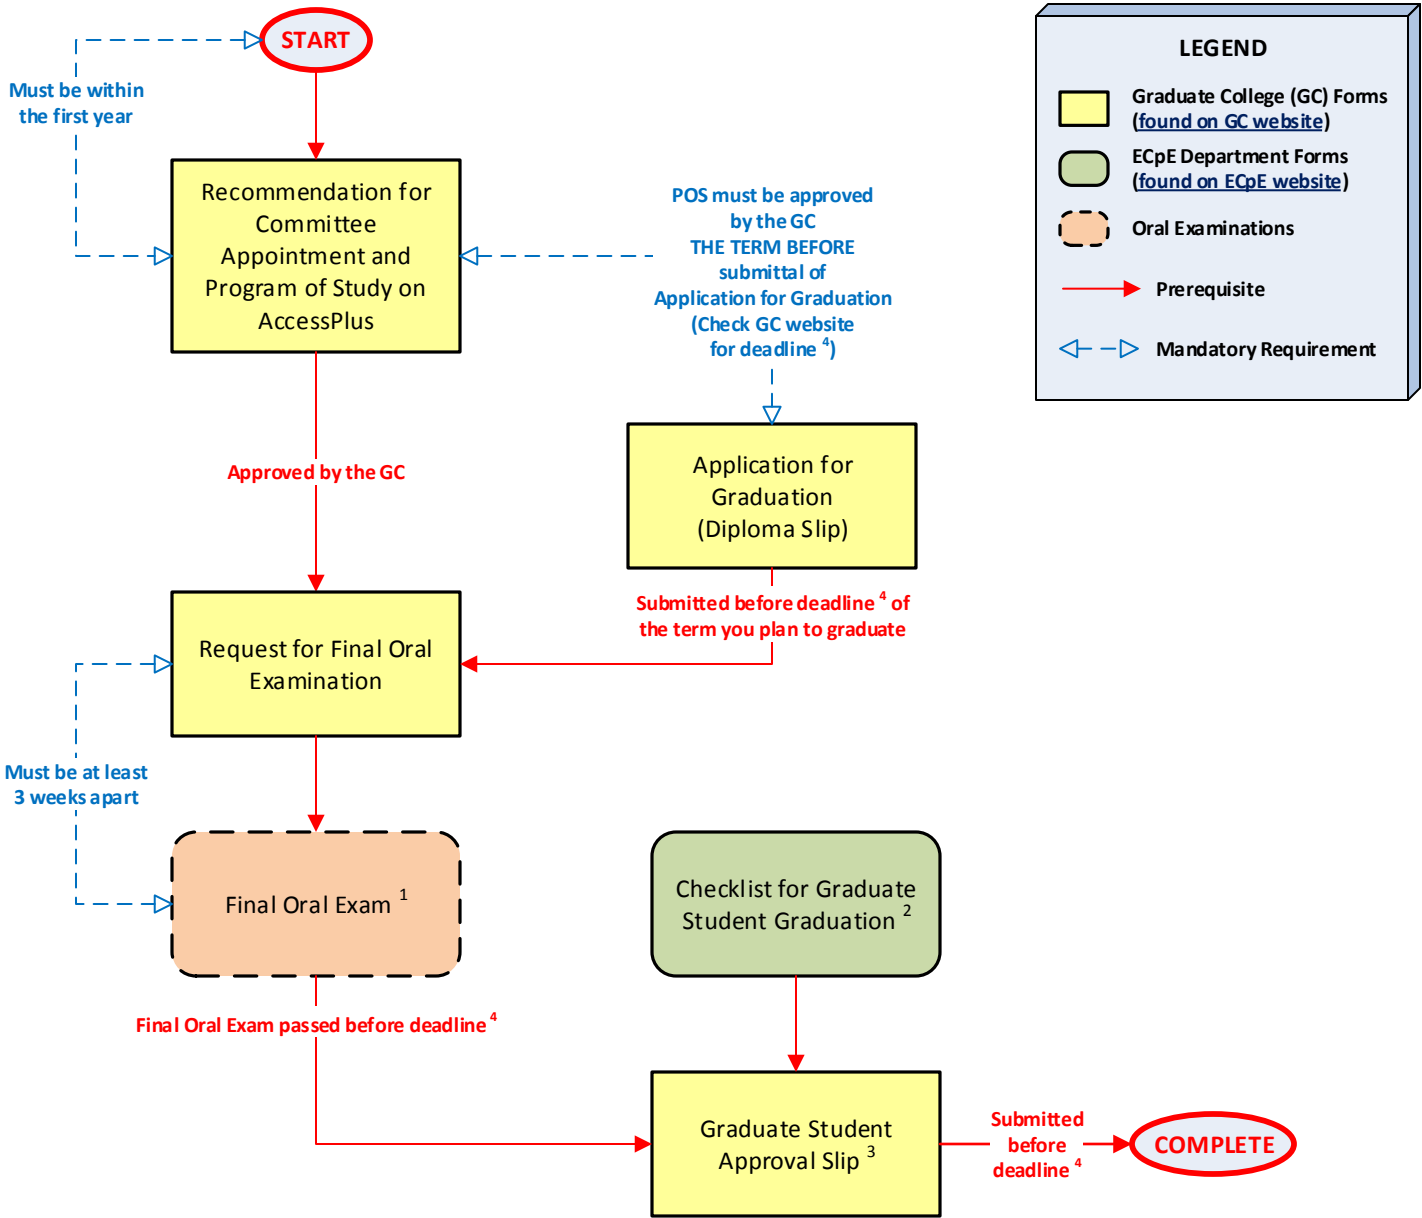 START
Must be within
the first year
Recommendation for
Committee
Appointment and
Program of Study on
AccessPlus
POS must be approved
by the GC
THE TERM BEFORE
submittal of
Application for Graduation
(Check GC website
for deadline 4)
LEGEND
Graduate College (GC) Forms
(found on GC website)
ECpE Department Forms
(found on ECpE website)
Oral Examinations
Prerequisite
Mandatory Requirement
Approved by the GC
Application for
Graduation
(Diploma Slip)
Submitted before deadline 4 of
the term you plan to graduate
Request for Final Oral
Examination
Must be at least
3 weeks apart
Final Oral Exam 1
Checklist for Graduate
Student Graduation 2
Final Oral Exam passed before deadline 4
Graduate Student
Approval Slip 3
Submitted
before
deadline 4
COMPLETE